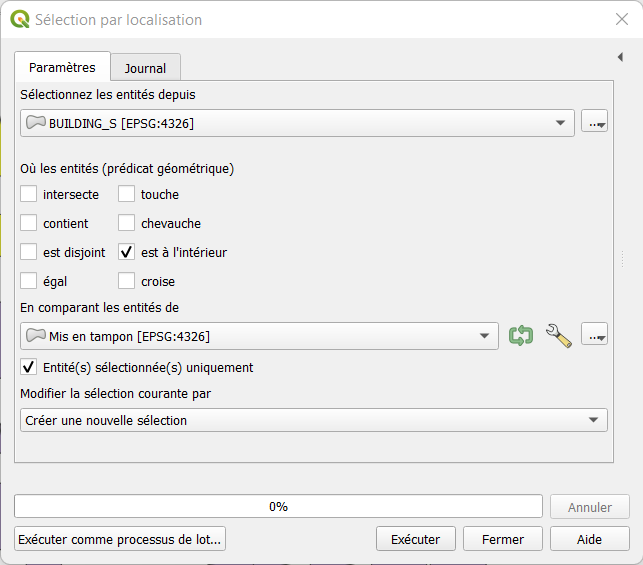 Sélection par localisation
Paramètres
Journal
Sélectionnez les entités depuis
BUILDING_S [EPSG:4326]
...
Où les entités (prédicat géométrique)
intersecte
touche
contient
chevauche
est disjoint
est à l'intérieur
égal
croise
En comparant les entités de
Mis en tampon [EPSG:4326]
...
Entité(s) sélectionnée(s) uniquement
Modifier la sélection courante par
Créer une nouvelle sélection
0%
Annuler
Exécuter comme processus de lot...
Exécuter
Fermer
Aide